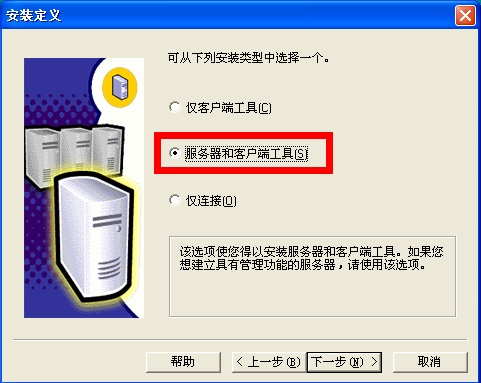 安装定义
可从下列安装类型中选择一个。
仅客户端工具(C)
服务器和客户端工具(S)
仅连接(O)
该选项使您得以安装服务器和客户端工具。如果您
想建立具有管理功能的服务器，请使用该选项。
帮助
< 上一步(B)
下一步(N) >
取消